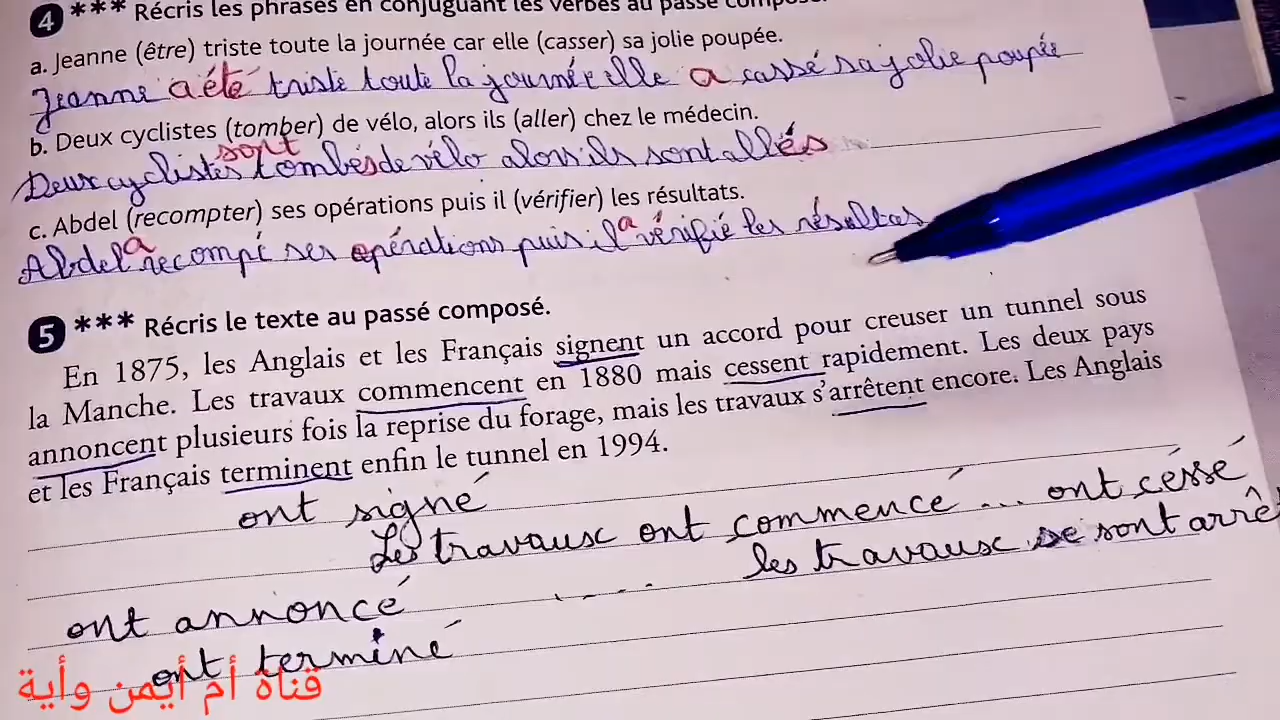 4 *** Récris les phrases en conjuguant les verbes au passé compo
a. Jeanne (être) triste toute la journée car elle (casser) sa jolie poupée.
Jeanne a été triste toute la journée elle a cassé sa jolie poupée
b. Deux cyclistes (tomber) de vélo, alors ils (aller) chez le médecin.
Deux cyclistes sont tombés de vélo alors ils sont allés
c. Abdel (recompter) ses opérations puis il (vérifier) les résultats.
Abdel a recompé ses opérations puis il a vérifié les résultas
5 *** Récris le texte au passé composé.
En 1875, les Anglais et les Français signent un accord pour creuser un tunnel sous
la Manche. Les travaux commencent en 1880 mais cessent rapidement. Les deux pays
annoncent plusieurs fois la reprise du forage, mais les travaux s'arrêtent encore. Les Anglais
et les Français terminent enfin le tunnel en 1994.
ont signé
Les travaux ont commencé ... ont céssé
les travaux se sont arrê
ont annoncé ....
ont terminé
قناة أم أيمن وأية